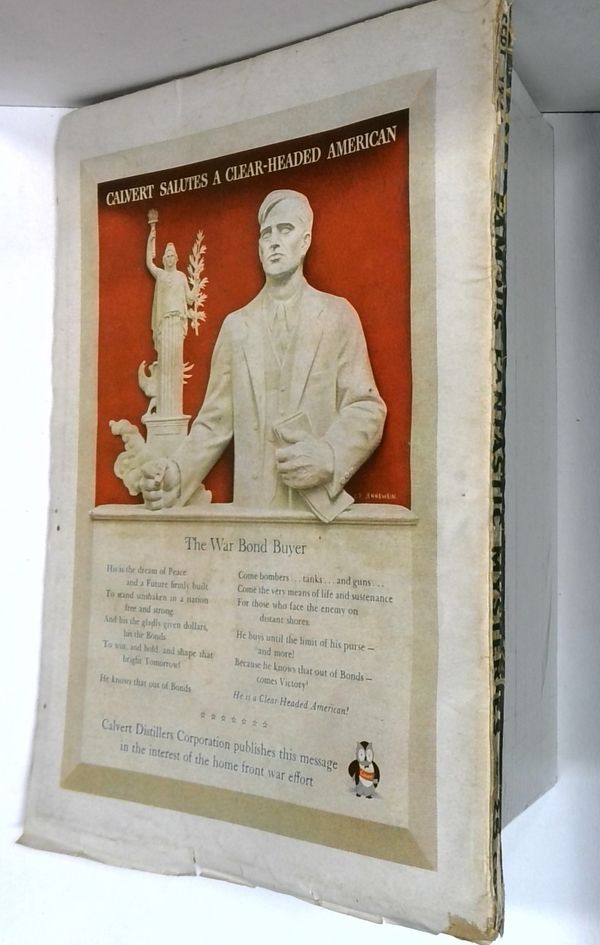 CALVERT SALUTES A CLEAR-HEADED AMERICAN
The War Bond Buyer
His is the dream of Peace
and a Future firmly built
To stand unshaken in a nation
free and strong.
And his the gladly given dollars,
his the Bonds
To win, and hold, and shape that
bright Tomorrow!
He knows that out of Bonds
Come bombers . . . tanks . . . and guns . . .
Come the very means of life and sustenance
For those who face the enemy on
distant shores.
He buys until the limit of his purse —
and more!
Because he knows that out of Bonds —
comes Victory!
He is a Clear Headed American!
Calvert Distillers Corporation publishes this message
in the interest of the home front war effort
FAMOUS FANTASTIC MYSTERIES